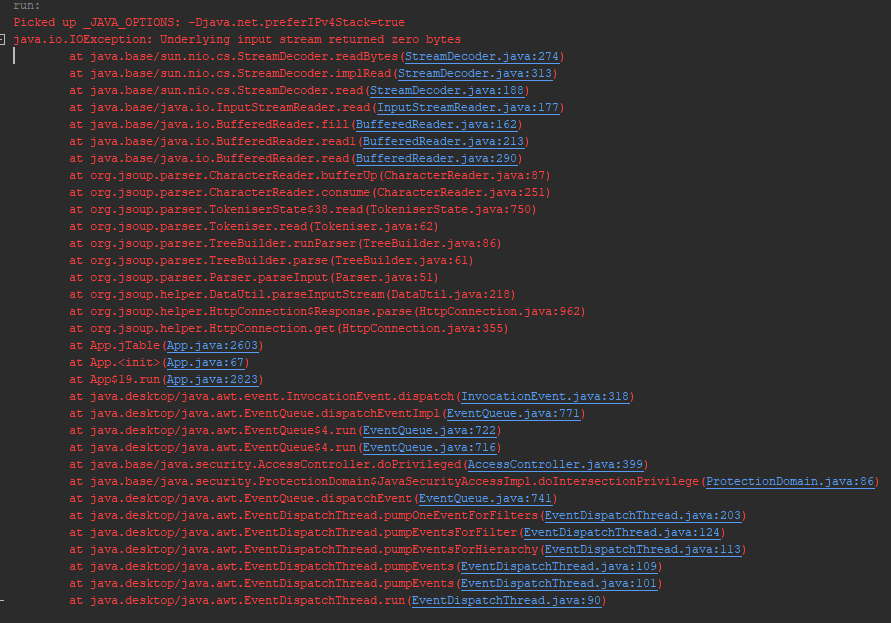 run:
Picked up _JAVA_OPTIONS: -Djava.net.preferIPv4Stack=true
java.io.IOException: Underlying input stream returned zero bytes
at java.base/sun.nio.cs.StreamDecoder.readBytes(StreamDecoder.java:274)
at java.base/sun.nio.cs.StreamDecoder.implRead(StreamDecoder.java:313)
at java.base/sun.nio.cs.StreamDecoder.read(StreamDecoder.java:188)
at java.base/java.io.InputStreamReader.read(InputStreamReader.java:177)
at java.base/java.io.BufferedReader.fill(BufferedReader.java:162)
at java.base/java.io.BufferedReader.read1(BufferedReader.java:213)
at java.base/java.io.BufferedReader.read(BufferedReader.java:290)
at org.jsoup.parser.CharacterReader.bufferUp(CharacterReader.java:87)
at org.jsoup.parser.CharacterReader.consume(CharacterReader.java:251)
at org.jsoup.parser.TokeniserState$38.read(TokeniserState.java:750)
at org.jsoup.parser.Tokeniser.read(Tokeniser.java:62)
at org.jsoup.parser.TreeBuilder.runParser(TreeBuilder.java:86)
at org.jsoup.parser.TreeBuilder.parse(TreeBuilder.java:61)
at org.jsoup.parser.Parser.parseInput(Parser.java:51)
at org.jsoup.helper.DataUtil.parseInputStream(DataUtil.java:218)
at org.jsoup.helper.HttpConnection$Response.parse(HttpConnection.java:962)
at org.jsoup.helper.HttpConnection.get(HttpConnection.java:355)
at App.jTable(App.java:2603)
at App.<init>(App.java:67)
at App$19.run(App.java:2823)
at java.desktop/java.awt.event.InvocationEvent.dispatch(InvocationEvent.java:318)
at java.desktop/java.awt.EventQueue.dispatchEventImpl(EventQueue.java:771)
at java.desktop/java.awt.EventQueue$4.run(EventQueue.java:722)
at java.desktop/java.awt.EventQueue$4.run(EventQueue.java:716)
at java.base/java.security.AccessController.doPrivileged(AccessController.java:399)
at java.base/java.security.ProtectionDomain$JavaSecurityAccessImpl.doIntersectionPrivilege(ProtectionDomain.java:86)
at java.desktop/java.awt.EventQueue.dispatchEvent(EventQueue.java:741)
at java.desktop/java.awt.EventDispatchThread.pumpOneEventForFilters(EventDispatchThread.java:203)
at java.desktop/java.awt.EventDispatchThread.pumpEventsForFilter(EventDispatchThread.java:124)
at java.desktop/java.awt.EventDispatchThread.pumpEventsForHierarchy(EventDispatchThread.java:113)
at java.desktop/java.awt.EventDispatchThread.pumpEvents(EventDispatchThread.java:109)
at java.desktop/java.awt.EventDispatchThread.pumpEvents(EventDispatchThread.java:101)
at java.desktop/java.awt.EventDispatchThread.run(EventDispatchThread.java:90)